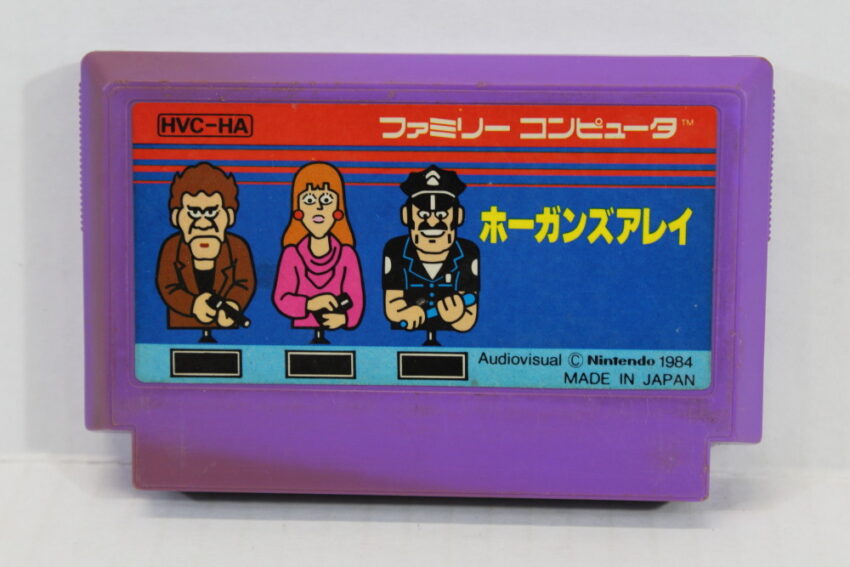 HVC-HA
ファミリー コンピュータ™
ホーガンズアレイ
Audiovisual © Nintendo 1984
MADE IN JAPAN